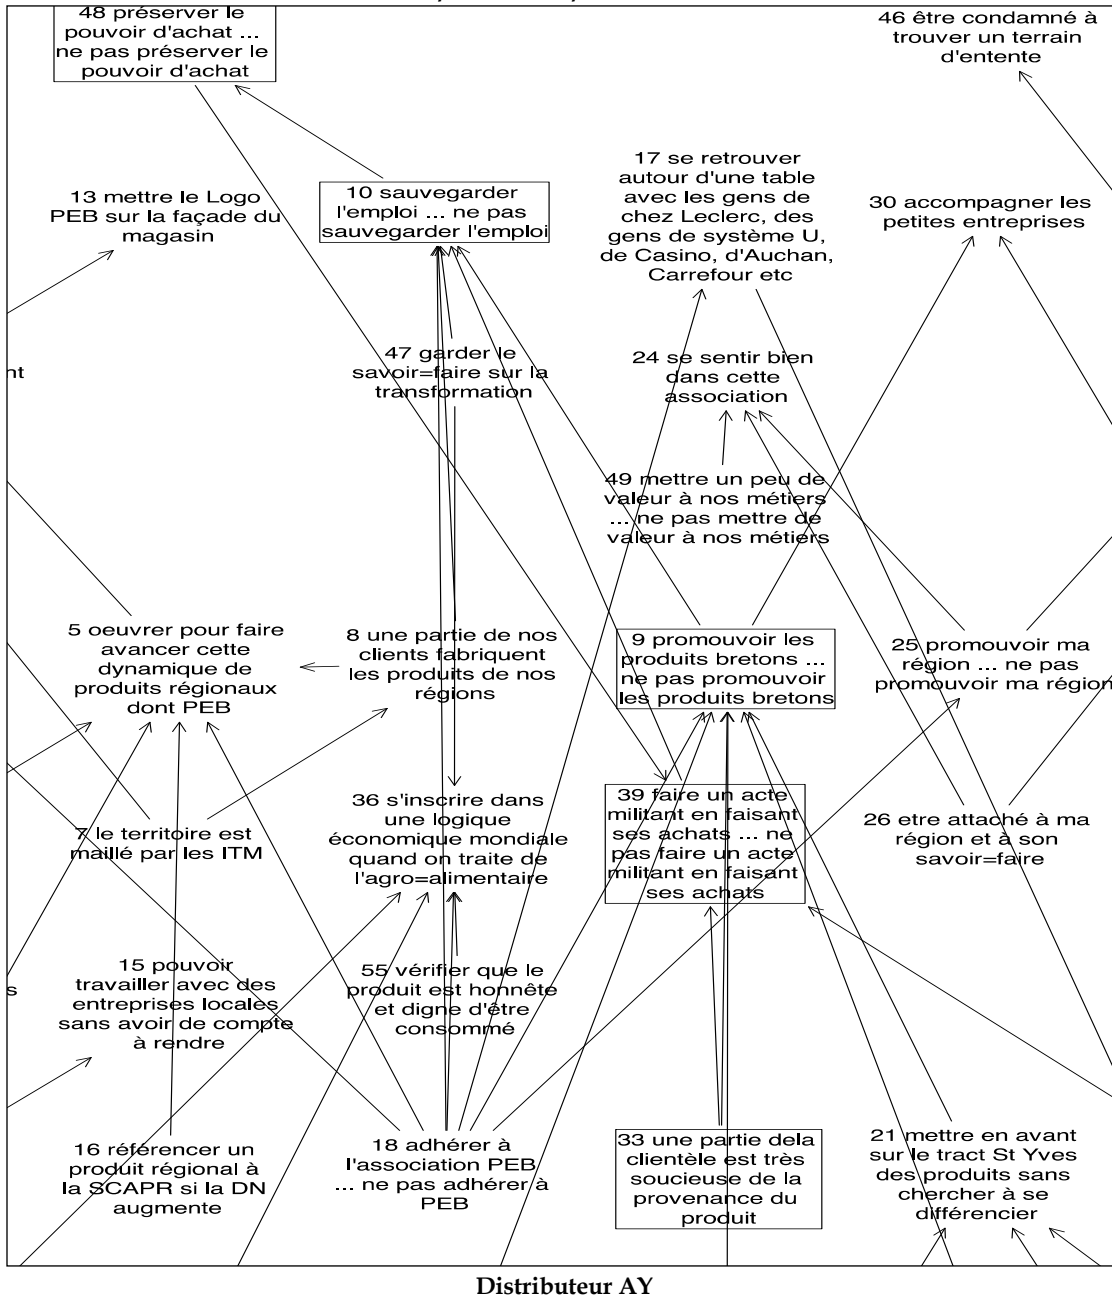 48 préserver le
pouvoir d'achat ...
ne pas préserver le
pouvoir d'achat
46 être condamné à
trouver un terrain
d'entente
13 mettre le Logo
PEB sur la façade du
magasin
10 sauvegarder
l'emploi ... ne pas
sauvegarder l'emploi
17 se retrouver
autour d'une table
avec les gens de
chez Leclerc, des
gens de système U,
de Casino, d'Auchan,
Carrefour etc
30 accompagner les
petites entreprises
nt
47 garder le
savoir=faire sur la
transformation
24 se sentir bien
dans cette
association
49 mettre un peu de
valeur à nos métiers
... ne pas mettre de
valeur à nos métiers
5 oeuvrer pour faire
avancer cette
dynamique de
produits régionaux
dont PEB
8 une partie de nos
clients fabriquent
les produits de nos
régions
9 promouvoir les
produits bretons ...
ne pas promouvoir
les produits bretons
25 promouvoir ma
région ... ne pas
promouvoir ma région
7 le territoire est
maillé par les ITM
36 s'inscrire dans
une logique
économique mondiale
quand on traite de
l'agro=alimentaire
39 faire un acte
militant en faisant
ses achats ... ne
pas faire un acte
militant en faisant
ses achats
26 etre attaché à ma
région et à son
savoir=faire
s
15 pouvoir
travailler avec des
entreprises locales
sans avoir de compte
à rendre
55 vérifier que le
produit est honnête
et digne d'être
consommé
16 référencer un
produit régional à
la SCAPR si la DN
augmente
18 adhérer à
l'association PEB
... ne pas adhérer à
PEB
33 une partie dela
clientèle est très
soucieuse de la
provenance du
produit
21 mettre en avant
sur le tract St Yves
des produits sans
chercher à se
différencier
Distributeur AY